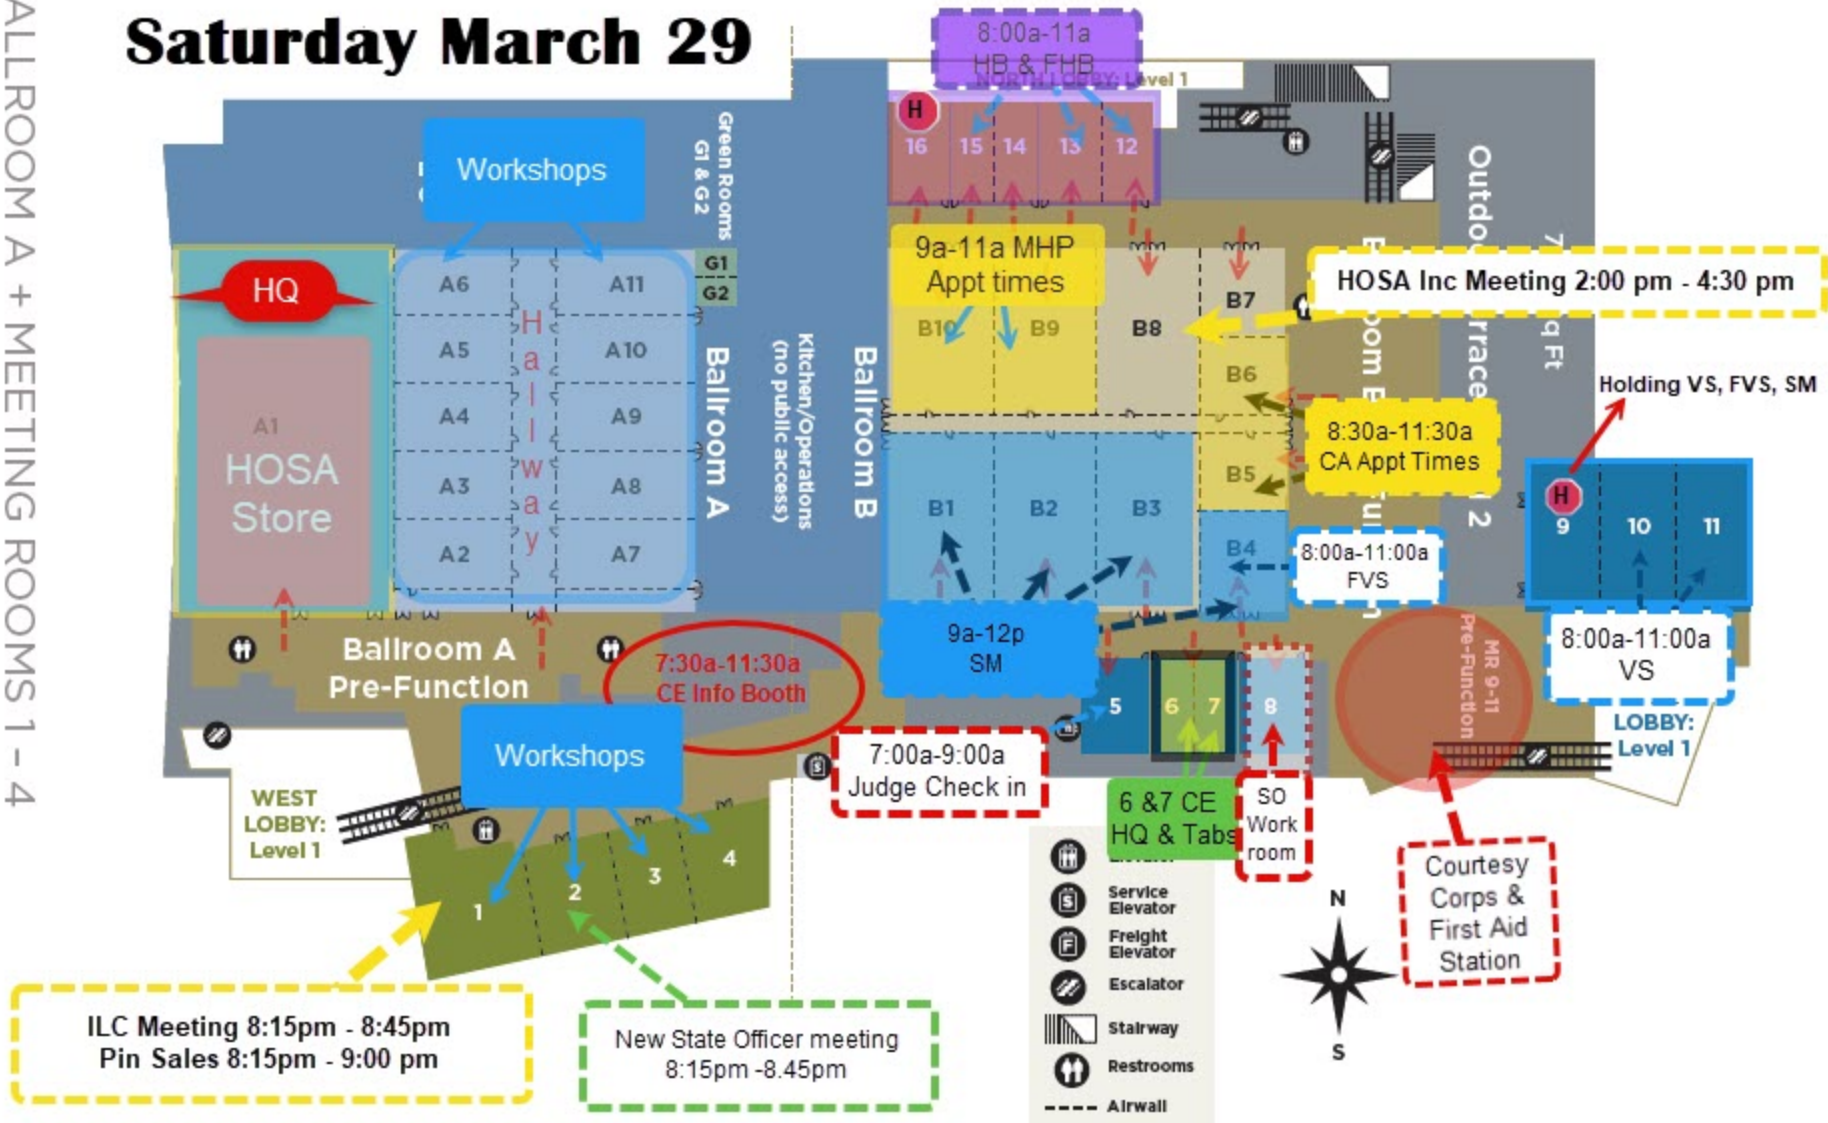 ALLROOM A + MEETING ROOMS 1 - 4
Saturday March 29
8:00a-11a
HB & FHB
NORTH LOBBY: Level 1
H
16
15
14
13
12
Workshops
Green Rooms
G1 & G2
G1
G2
HQ
A1
HOSA
Store
A6
A5
A4
A3
A2
Hallway
A11
A10
A9
A8
A7
Ballroom A
Kitchen/Operations
(no public access)
Ballroom B
9a-11a MHP
Appt times
B10
B9
B8
B7
B6
B5
B4
B1
B2
B3
HOSA Inc Meeting 2:00 pm - 4:30 pm
8:30a-11:30a
CA Appt Times
8:00a-11:00a
FVS
Holding VS, FVS, SM
H
9
10
11
8:00a-11:00a
VS
LOBBY:
Level 1
MR 9-11
Pre-Function
9a-12p
SM
5
6
7
8
Ballroom A
Pre-Function
7:30a-11:30a
CE Info Booth
Workshops
7:00a-9:00a
Judge Check in
6 &7 CE
HQ & Tabs
SO
Work
room
Courtesy
Corps &
First Aid
Station
WEST
LOBBY:
Level 1
1
2
3
4
ILC Meeting 8:15pm - 8:45pm
Pin Sales 8:15pm - 9:00 pm
New State Officer meeting
8:15pm -8.45pm
Service
Elevator
Freight
Elevator
Escalator
Stairway
Restrooms
Airwall
N
S